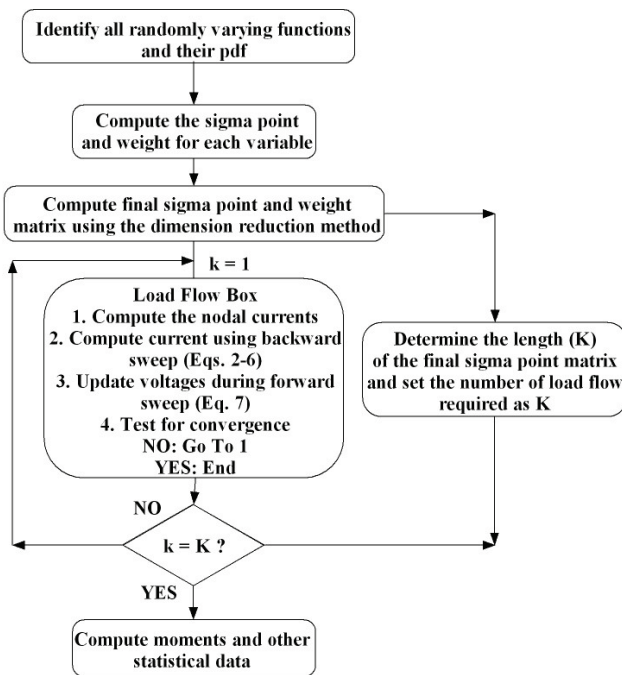 Identify all randomly varying functions
and their pdf
Compute the sigma point
and weight for each variable
Compute final sigma point and weight
matrix using the dimension reduction method
k = 1
Load Flow Box
1. Compute the nodal currents
2. Compute current using backward
sweep (Eqs. 2-6)
3. Update voltages during forward
sweep (Eq. 7)
4. Test for convergence
NO: Go To 1
YES: End
Determine the length (K)
of the final sigma point matrix
and set the number of load flow
required as K
NO
k = K ?
YES
Compute moments and other
statistical data